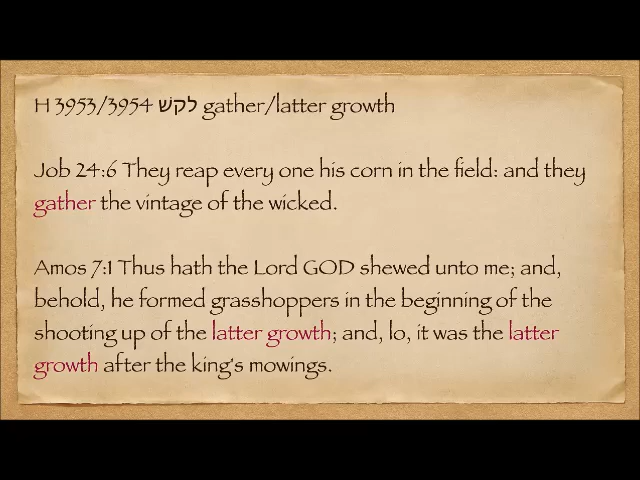 H 3953/3954 לקשׁ gather/latter growth
Job 24:6 They reap every one his corn in the field: and they
gather the vintage of the wicked.
Amos 7:1 Thus hath the Lord GOD shewed unto me; and,
behold, he formed grasshoppers in the beginning of the
shooting up of the latter growth; and, lo, it was the latter
growth after the king's mowings.